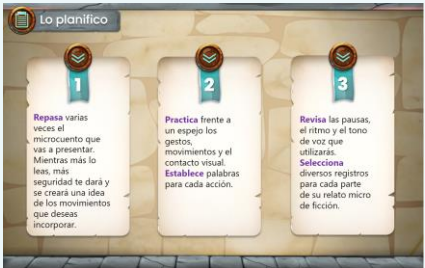 Lo planifico
1
Repasa varias
veces el
microcuento que
vas a presentar.
Mientras más lo
leas, más
seguridad te dará y
se creará una idea
de los movimientos
que deseas
incorporar.
2
Practica frente a
un espejo los
gestos,
movimientos y el
contacto visual.
Establece palabras
para cada acción.
3
Revisa las pausas,
el ritmo y el tono
de voz que
utilizarás.
Selecciona
diversos registros
para cada parte
de su relato micro
de ficción.